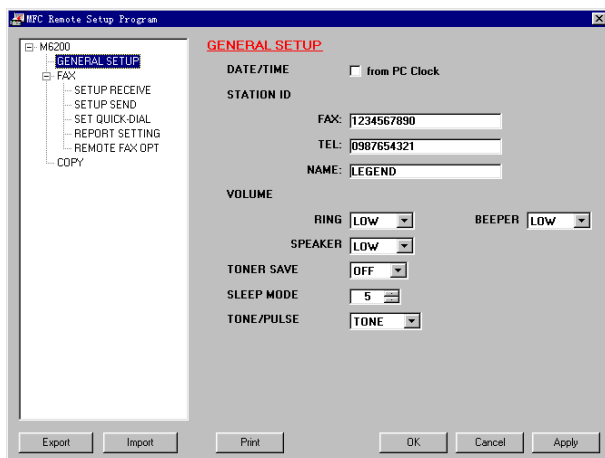 MFC Remote Setup Program
M6200
GENERAL SETUP
FAX
SETUP RECEIVE
SETUP SEND
SET QUICK-DIAL
REPORT SETTING
REMOTE FAX OPT
COPY
GENERAL SETUP
DATE/TIME from PC Clock
STATION ID
FAX: 1234567890
TEL: 0987654321
NAME: LEGEND
VOLUME
RING LOW BEEPER LOW
SPEAKER LOW
TONER SAVE OFF
SLEEP MODE 5
TONE/PULSE TONE
Export Import Print OK Cancel Apply